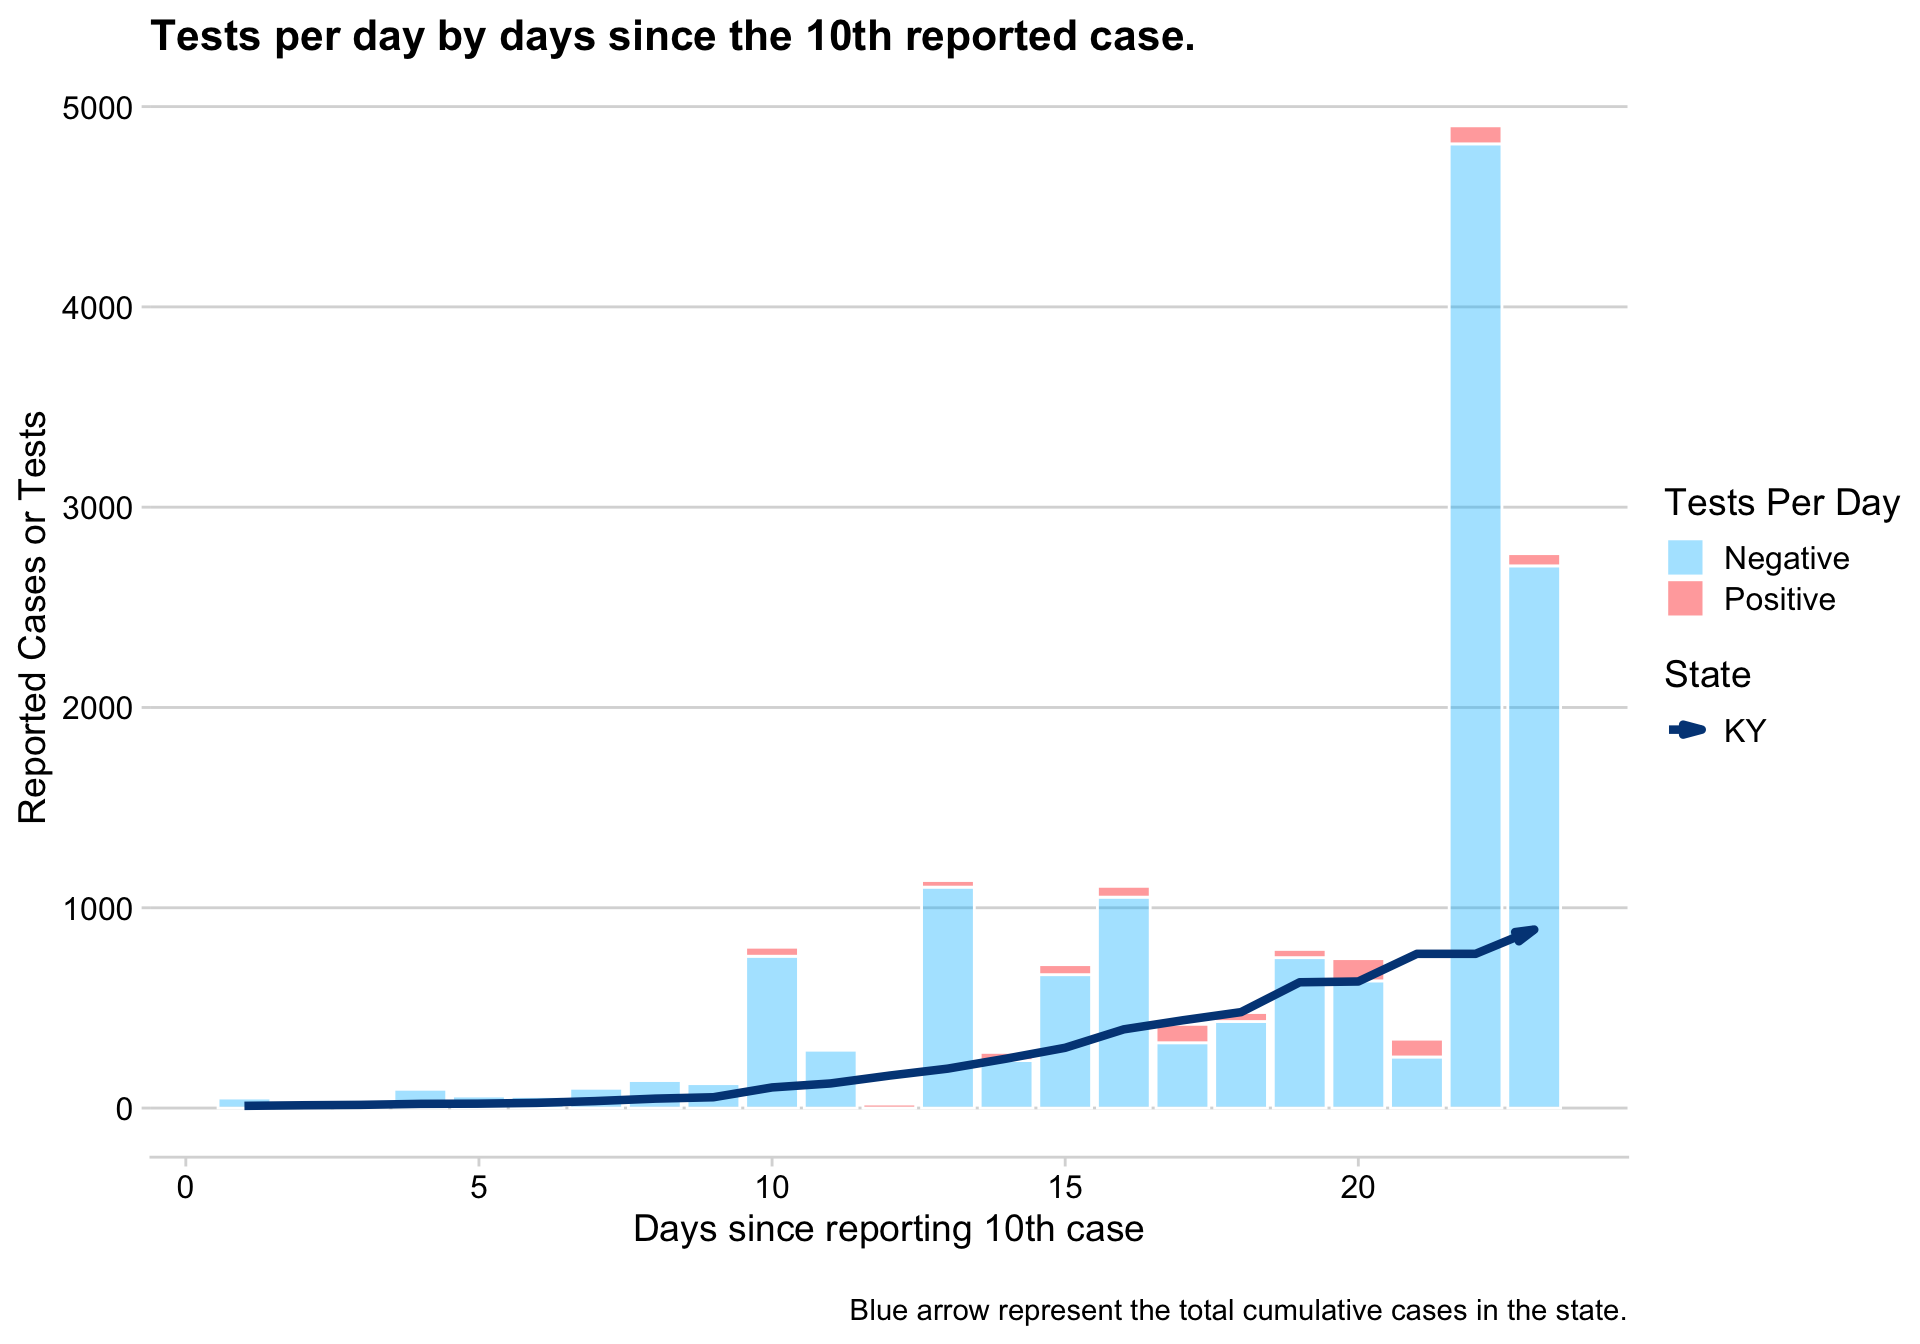 Tests per day by days since the 10th reported case.
5000
4000
3000
2000
1000
0
Reported Cases or Tests
0 5 10 15 20
Days since reporting 10th case
Tests Per Day
Negative
Positive
State
KY
Blue arrow represent the total cumulative cases in the state.